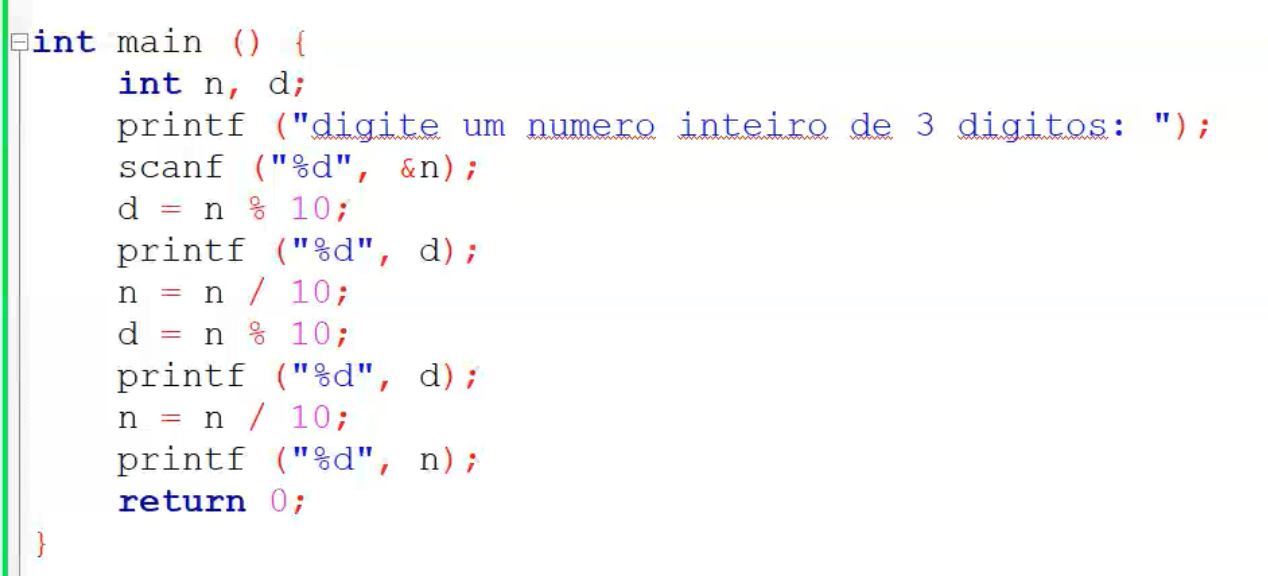 int main () {
int n, d;
printf ("digite um numero inteiro de 3 digitos: ");
scanf ("%d", &n);
d = n % 10;
printf ("%d", d);
n = n / 10;
d = n % 10;
printf ("%d", d);
n = n / 10;
printf ("%d", n);
return 0;
}